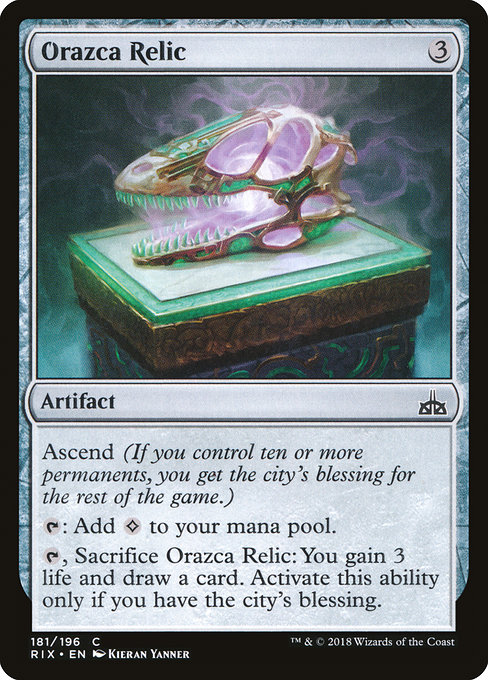 Orazca Relic 3
Artifact
Ascend (If you control ten or more
permanents, you get the city's blessing for
the rest of the game.)
: Add to your mana pool.
, Sacrifice Orazca Relic: You gain 3
life and draw a card. Activate this ability
only if you have the city's blessing.
181/196 C
RIX • EN Kieran Yanner
™ & © 2018 Wizards of the Coast